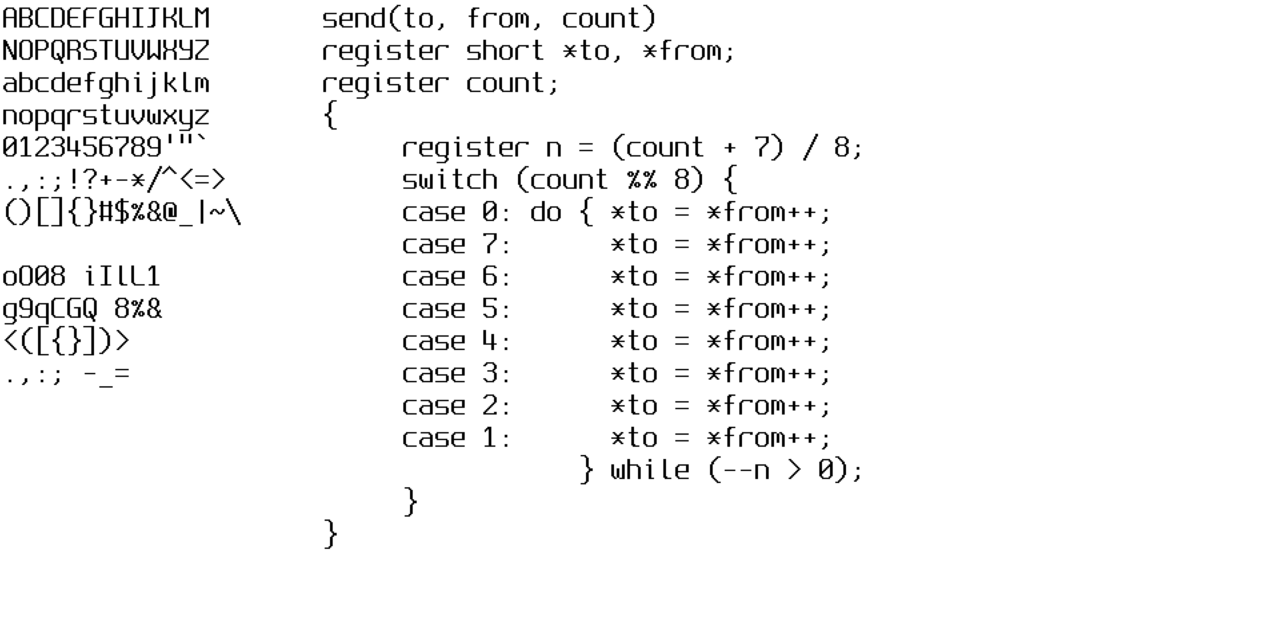 ABCDEFGHIJKLM
NOPQRSTUVWXYZ
abcdefghijklm
nopqrstuvwxyz
0123456789'"`
.,:;!?+-*/^<=>
()[]{}#$%&@_|~\
oO08 iIlL1
g9qCGQ 8%&
<([{}])>
.,:; -_=
send(to, from, count)
register short *to, *from;
register count;
{
     register n = (count + 7) / 8;
     switch (count %% 8) {
     case 0: do { *to = *from++;
     case 7:      *to = *from++;
     case 6:      *to = *from++;
     case 5:      *to = *from++;
     case 4:      *to = *from++;
     case 3:      *to = *from++;
     case 2:      *to = *from++;
     case 1:      *to = *from++;
                } while (--n > 0);
     }
}